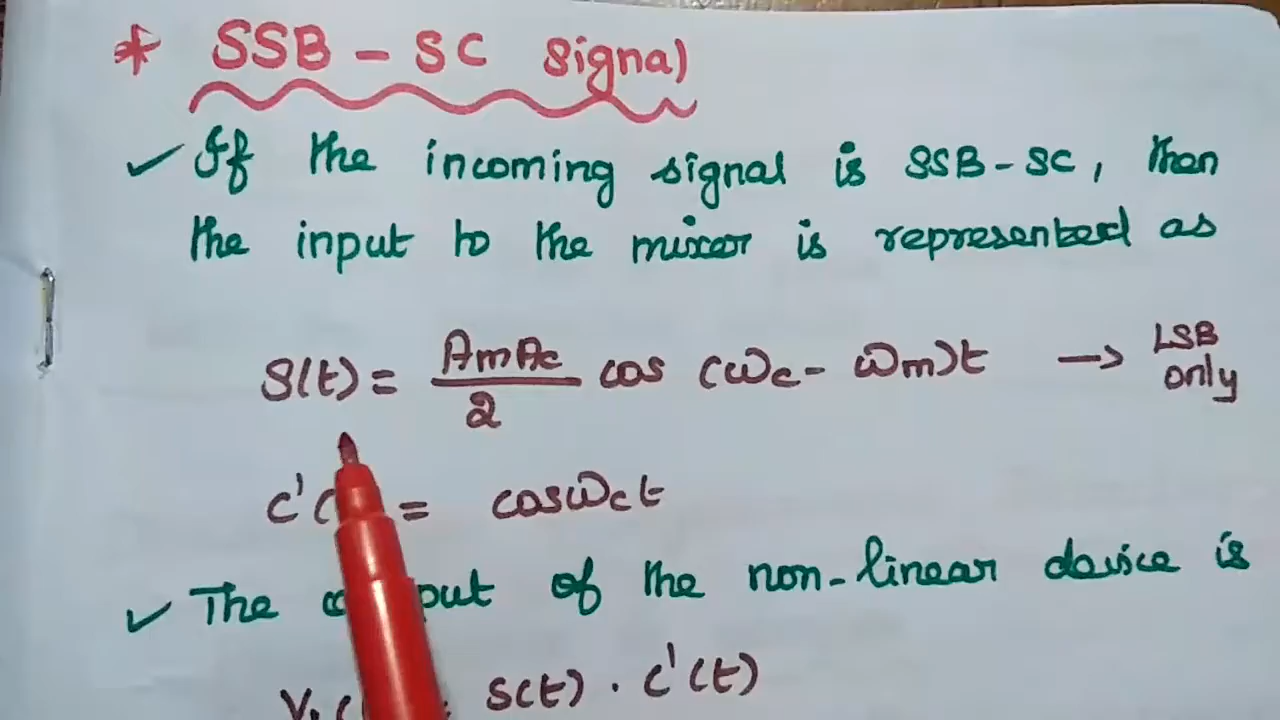 * SSB - SC Signal
✓ If the incoming signal is SSB-SC, then
the input to the mixer is represented as
S(t) = AmAc/2 cos (ωc - ωm)t → LSB only
c'( = cosωct
✓ The put of the non-linear device is
S(t) . c'(t)